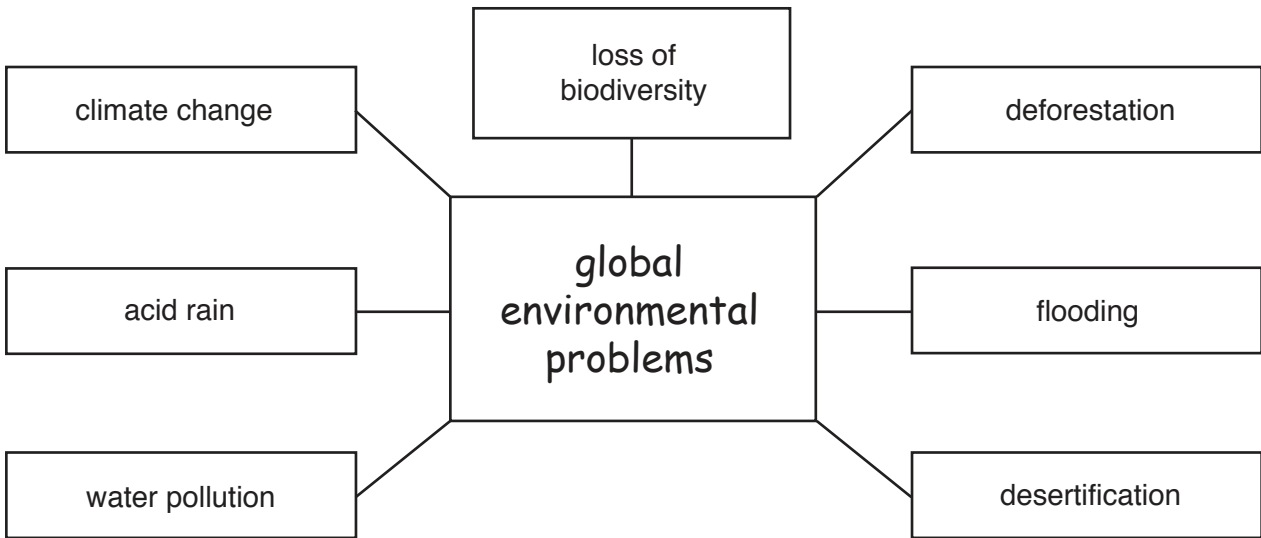 loss of
biodiversity
climate change
deforestation
global
environmental
problems
acid rain
flooding
water pollution
desertification